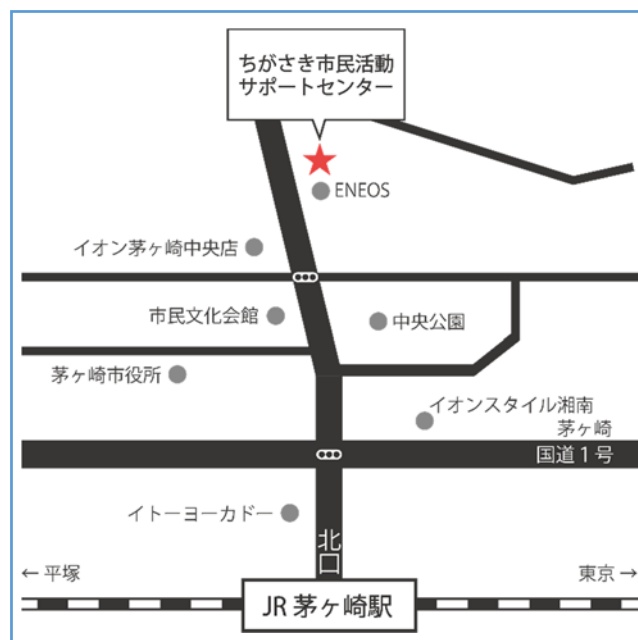 ちがさき市民活動
サポートセンター
ENEOS
イオン茅ヶ崎中央店
市民文化会館
中央公園
茅ヶ崎市役所
イオンスタイル湘南
茅ヶ崎
国道1号
イトーヨーカドー
北口
← 平塚
東京 →
JR 茅ヶ崎駅